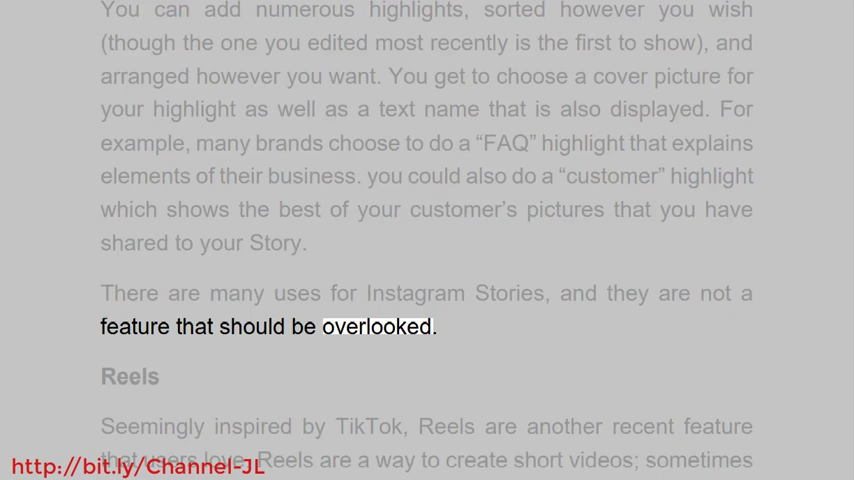 You can add numerous highlights, sorted however you wish
(though the one you edited most recently is the first to show), and
arranged however you want. You get to choose a cover picture for
your highlight as well as a text name that is also displayed. For
example, many brands choose to do a “FAQ” highlight that explains
elements of their business. you could also do a “customer” highlight
which shows the best of your customer’s pictures that you have
shared to your Story.
There are many uses for Instagram Stories, and they are not a
feature that should be overlooked.
Reels
Seemingly inspired by TikTok, Reels are another recent feature
that users love. Reels are a way to create short videos; sometimes
http://bit.ly/Channel-JL